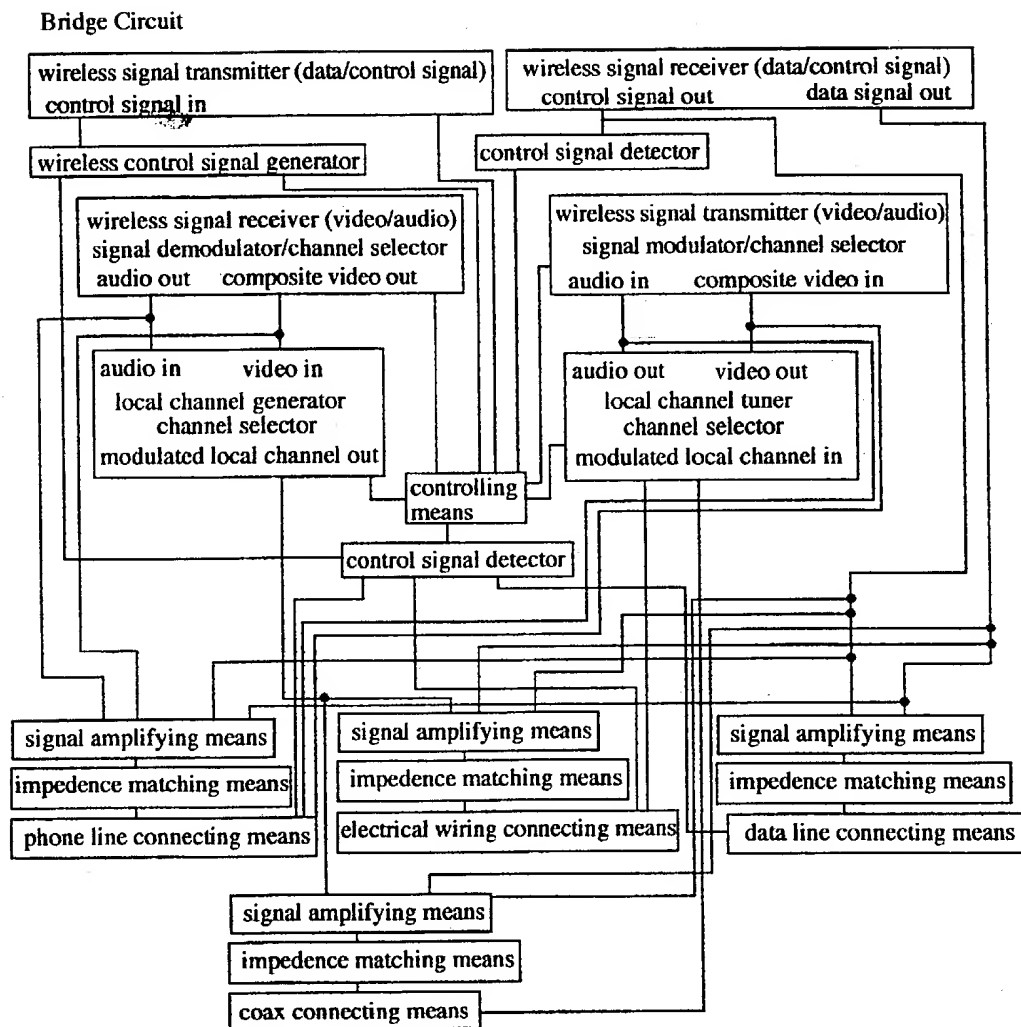 Bridge Circuit
wireless signal transmitter (data/control signal)
control signal in
wireless signal receiver (data/control signal)
control signal out data signal out
wireless control signal generator
control signal detector
wireless signal receiver (video/audio)
signal demodulator/channel selector
audio out composite video out
wireless signal transmitter (video/audio)
signal modulator/channel selector
audio in composite video in
audio in video in
local channel generator
channel selector
modulated local channel out
audio out video out
local channel tuner
channel selector
modulated local channel in
controlling
means
control signal detector
signal amplifying means
impedence matching means
phone line connecting means
signal amplifying means
impedence matching means
electrical wiring connecting means
signal amplifying means
impedence matching means
data line connecting means
signal amplifying means
impedence matching means
coax connecting means